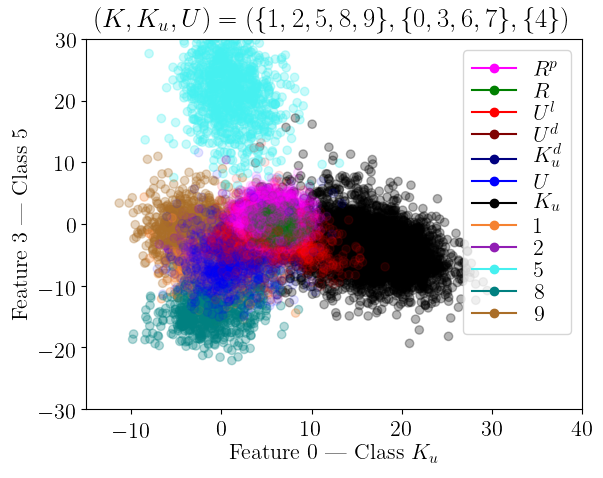 (K, K_u, U) = ({1, 2, 5, 8, 9}, {0, 3, 6, 7}, {4})
30
20
10
0
−10
−20
−30
Feature 3 — Class 5
R^p
R
U^l
U^d
K_u^d
U
K_u
1
2
5
8
9
−10
0
10
20
30
40
Feature 0 — Class K_u